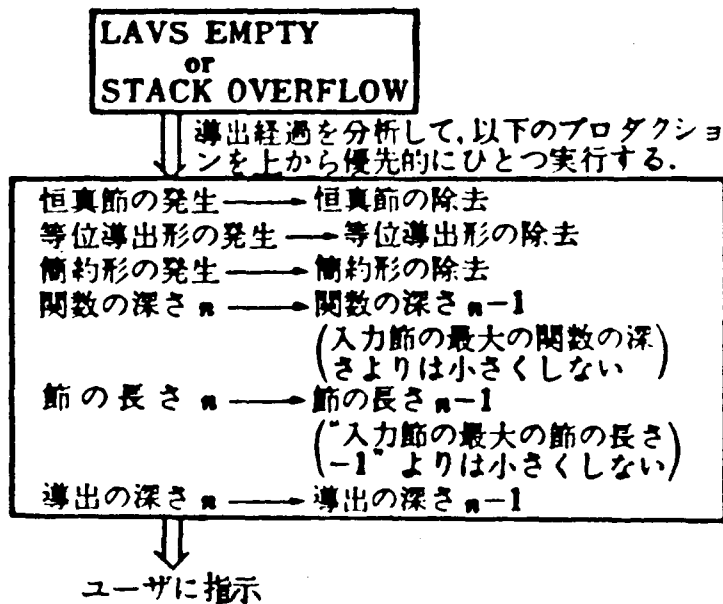 LAVS EMPTY
or
STACK OVERFLOW
導出経過を分析して,以下のプロダクショ
ンを上から優先的にひとつ実行する.
恒真節の発生→恒真節の除去
等位導出形の発生→等位導出形の除去
簡約形の発生→簡約形の除去
関数の深さn→関数の深さn-1
(入力節の最大の関数の深
さよりは小さくしない)
節の長さn→節の長さn-1
("入力節の最大の節の長さ
-1"よりは小さくしない)
導出の深さn→導出の深さn-1
ユーザに指示